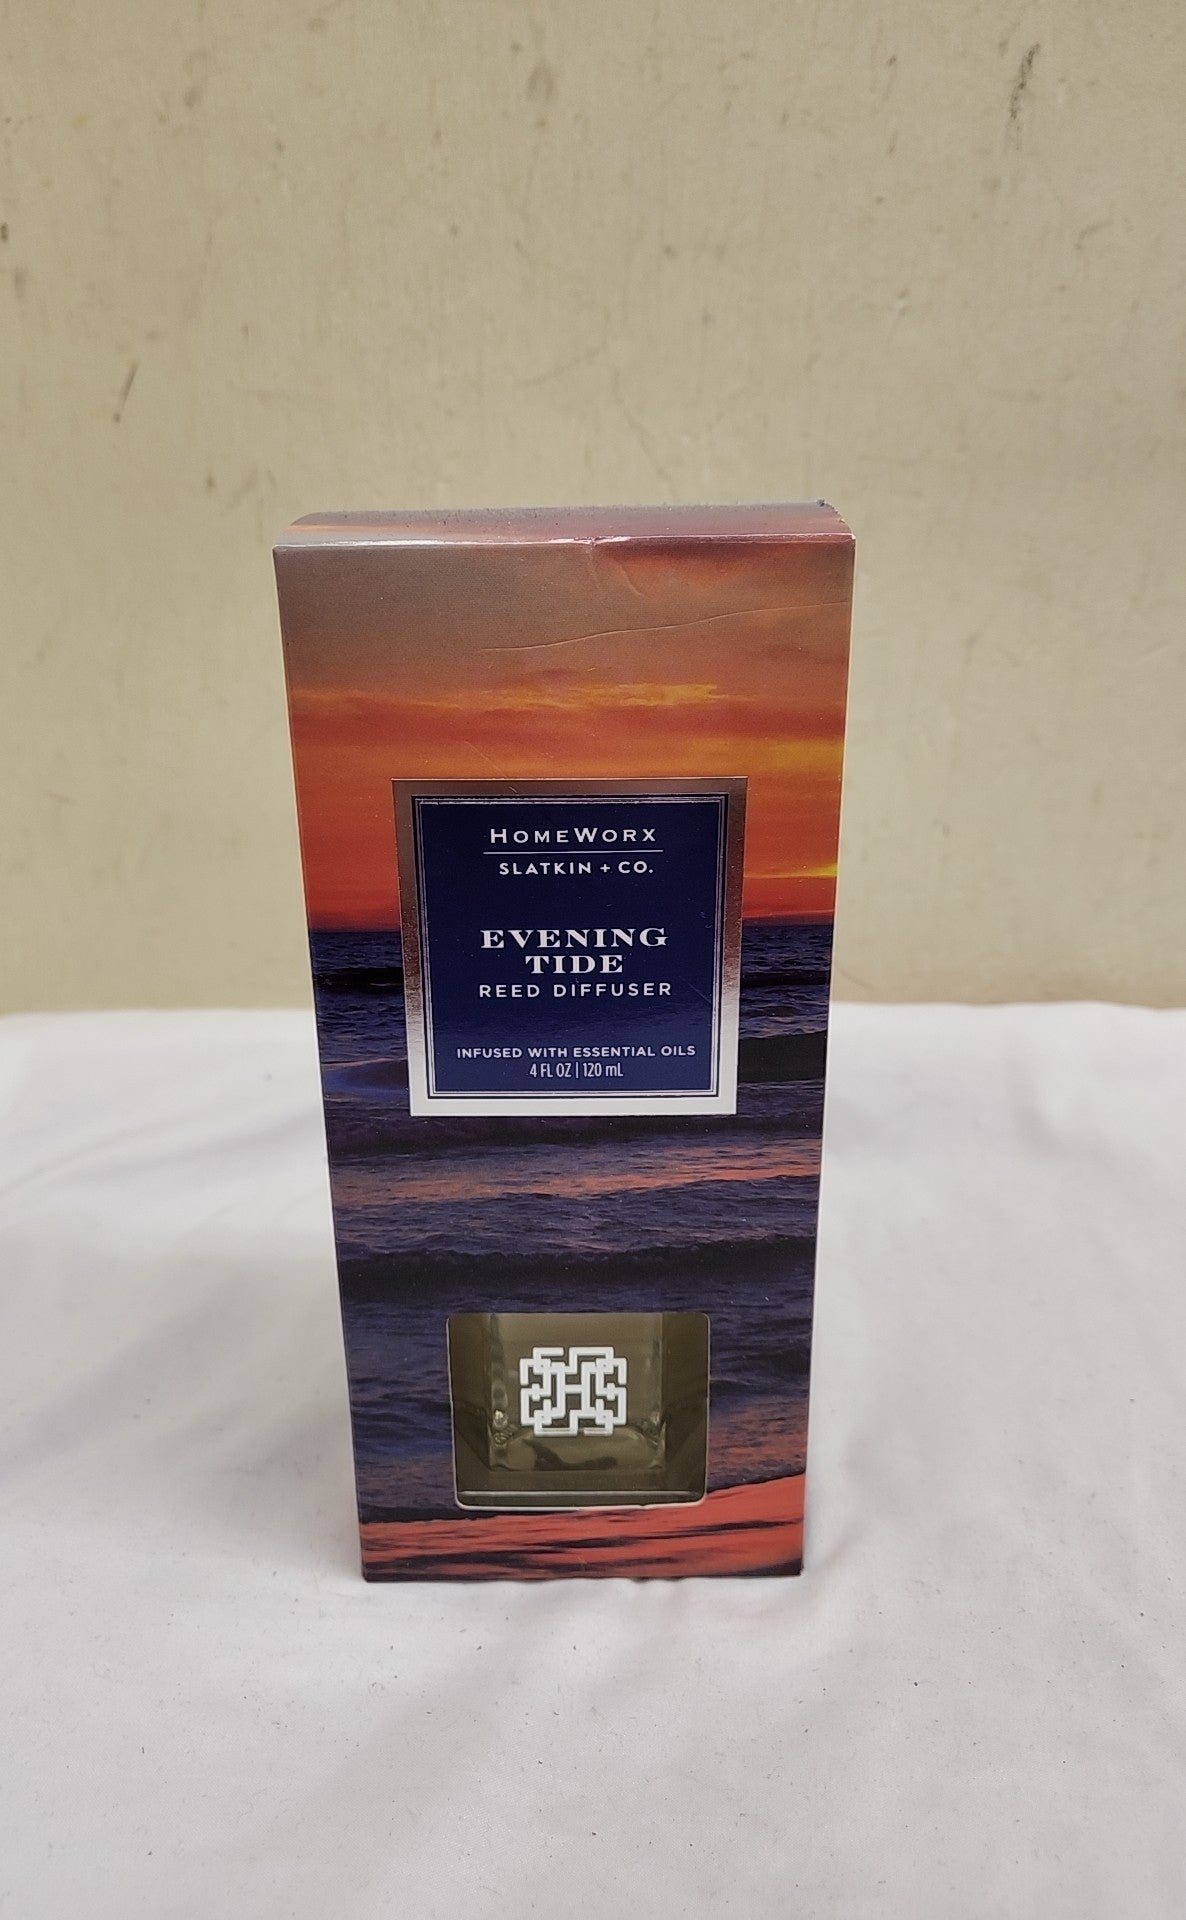 HOMEWORX
SLATKIN + CO.
EVENING
TIDE
REED DIFFUSER
INFUSED WITH ESSENTIAL OILS
4 FL OZ | 120 mL
H